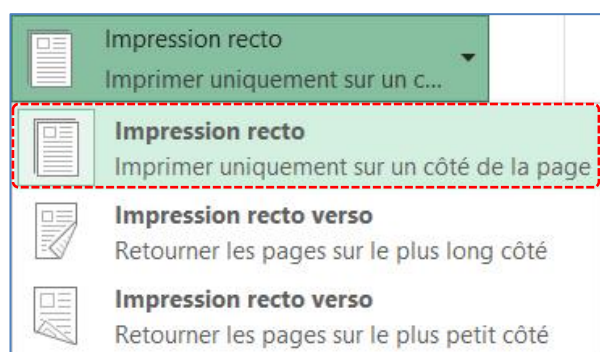 Impression recto
Imprimer uniquement sur un c...
Impression recto
Imprimer uniquement sur un côté de la page
Impression recto verso
Retourner les pages sur le plus long côté
Impression recto verso
Retourner les pages sur le plus petit côté